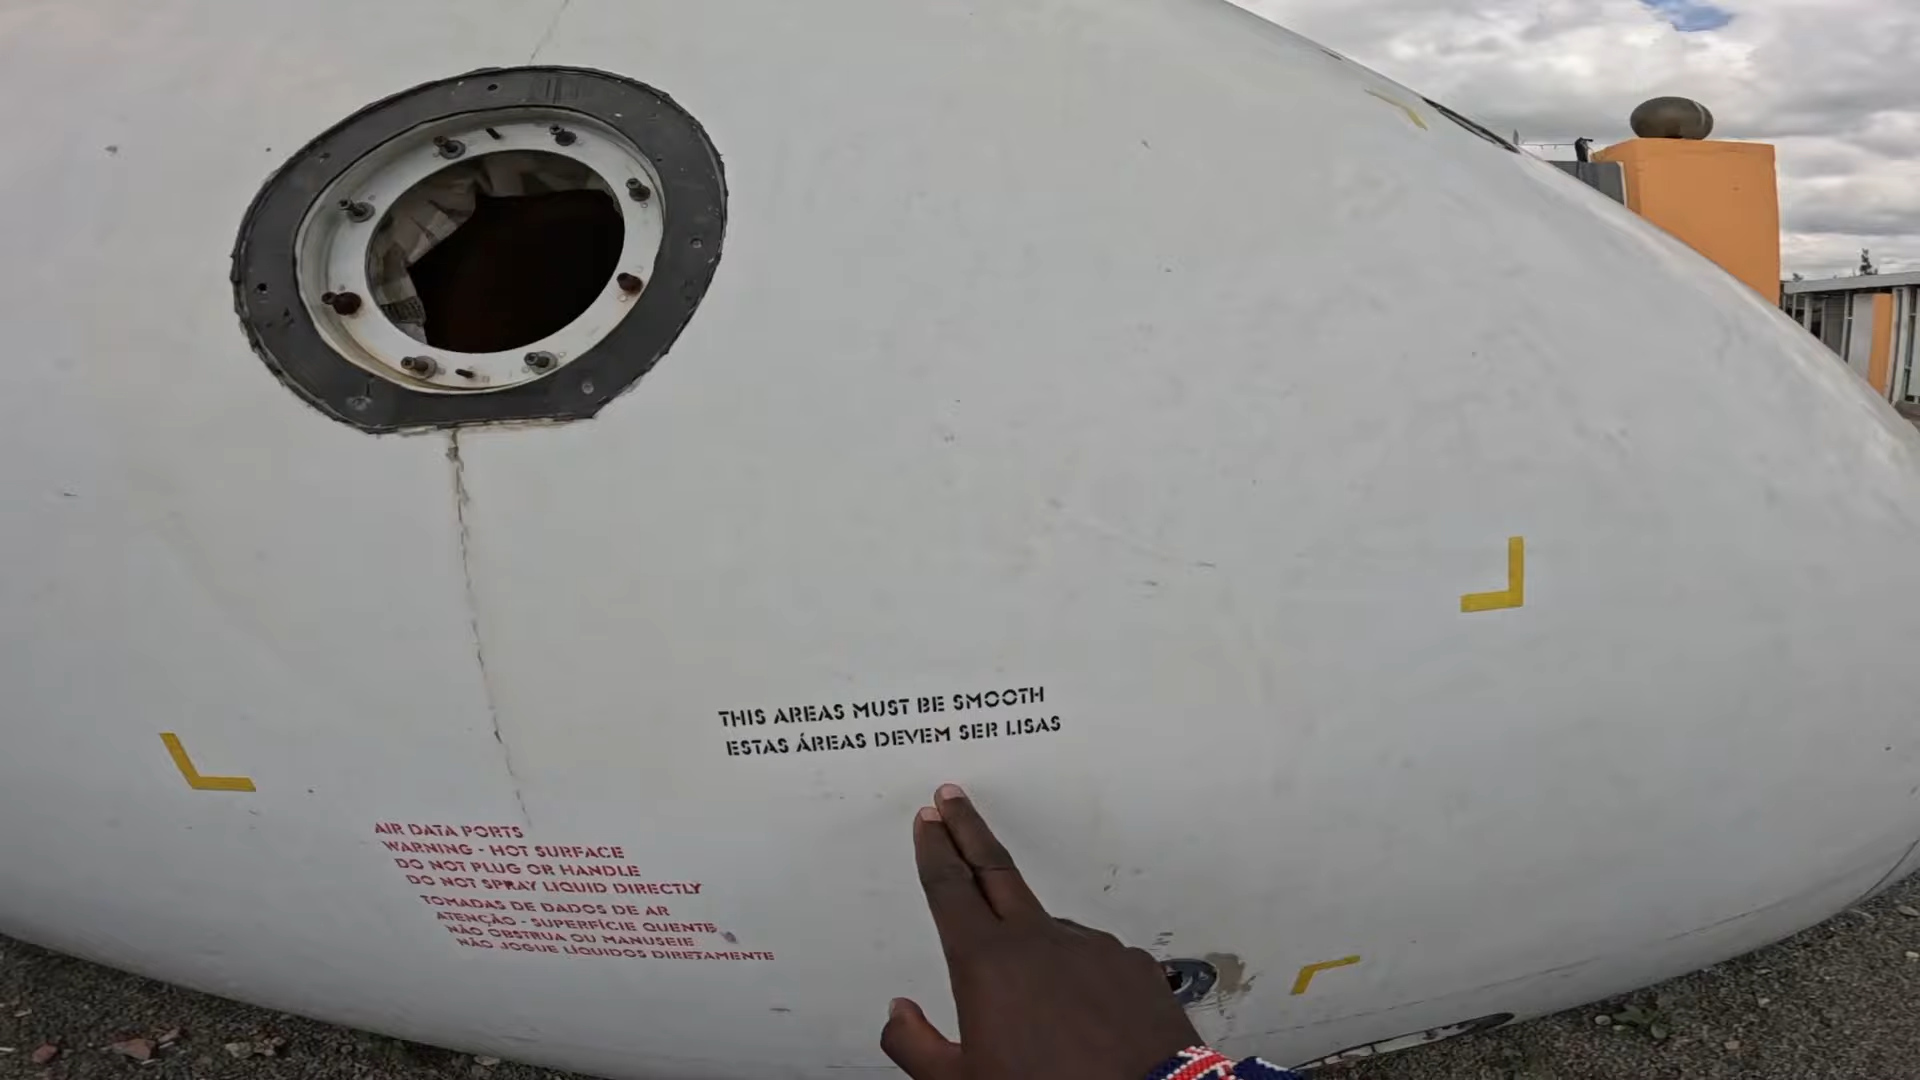 THIS AREAS MUST BE SMOOTH
ESTAS ÁREAS DEVEM SER LISAS
AIR DATA PORTS
WARNING - HOT SURFACE
DO NOT PLUG OR HANDLE
DO NOT SPRAY LIQUID DIRECTLY
TOMADAS DE DADOS DE AR
ATENÇÃO - SUPERFÍCIE QUENTE
NÃO OBSTRUA OU MANUSEIE
NÃO JOGUE LÍQUIDOS DIRETAMENTE